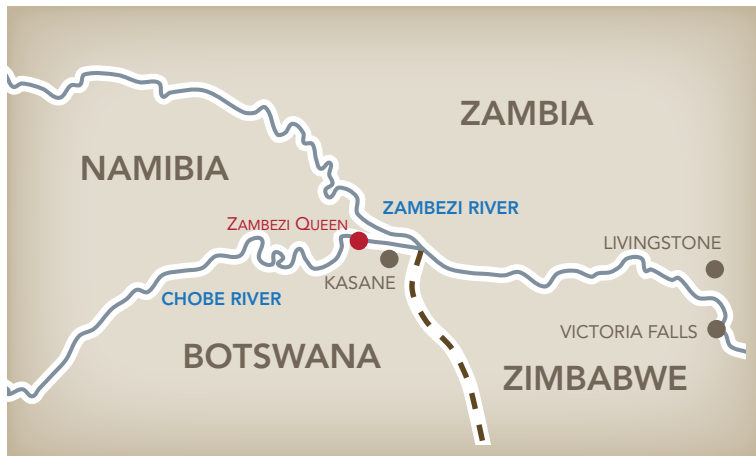 ZAMBIA
NAMIBIA
ZAMBEZI RIVER
ZAMBEZI QUEEN
LIVINGSTONE
KASANE
CHOBE RIVER
VICTORIA FALLS
BOTSWANA
ZIMBABWE